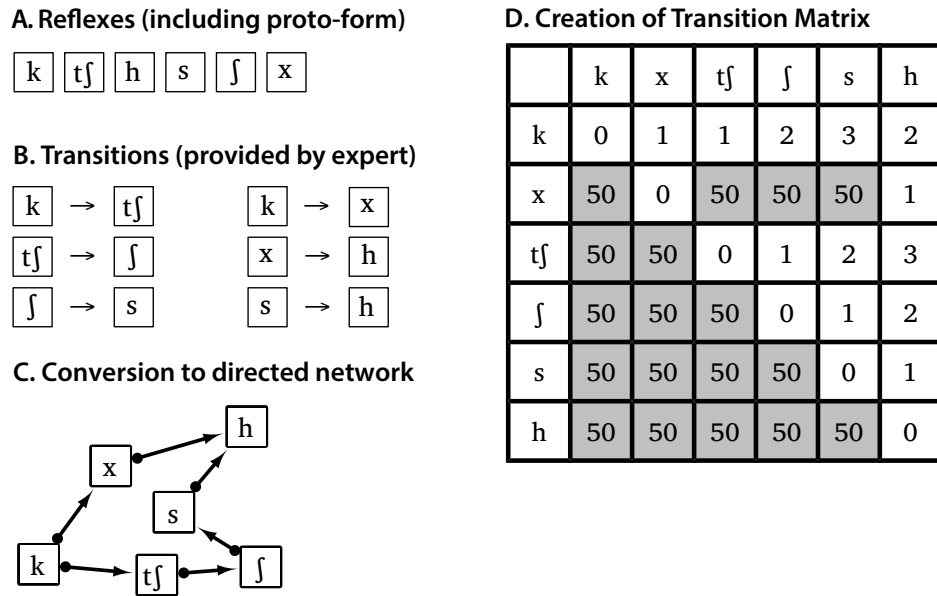 A. Reflexes (including proto-form)
k tʃ h s ʃ x
B. Transitions (provided by expert)
k → tʃ k → x
tʃ → ʃ x → h
ʃ → s s → h
C. Conversion to directed network
h
x
s
k
tʃ
ʃ
D. Creation of Transition Matrix
k x tʃ ʃ s h
k 0 1 1 2 3 2
x 50 0 50 50 50 1
tʃ 50 50 0 1 2 3
ʃ 50 50 50 0 1 2
s 50 50 50 50 0 1
h 50 50 50 50 50 0